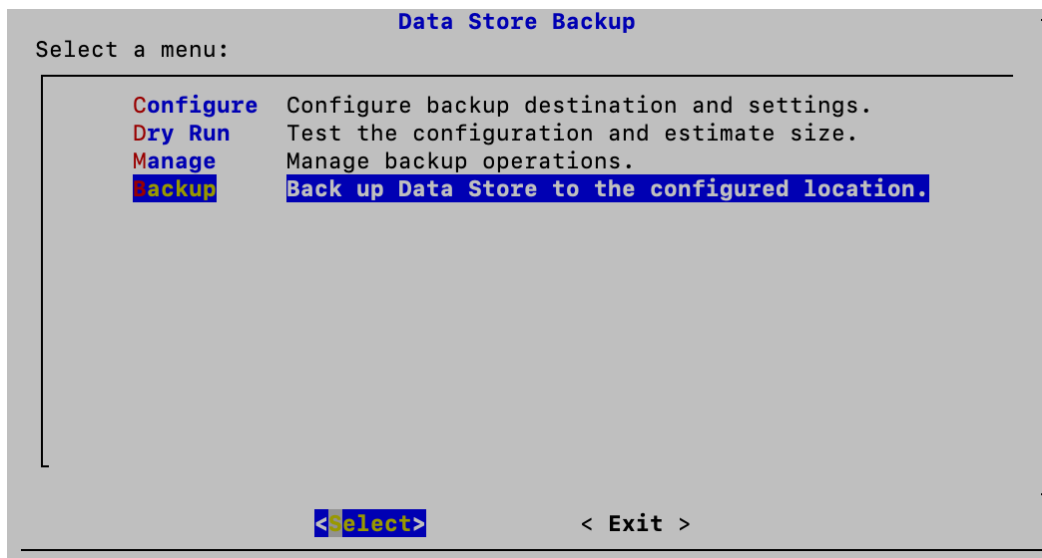 Data Store Backup
Select a menu:
Configure Configure backup destination and settings.
Dry Run Test the configuration and estimate size.
Manage Manage backup operations.
Backup Back up Data Store to the configured location.
<Select> < Exit >